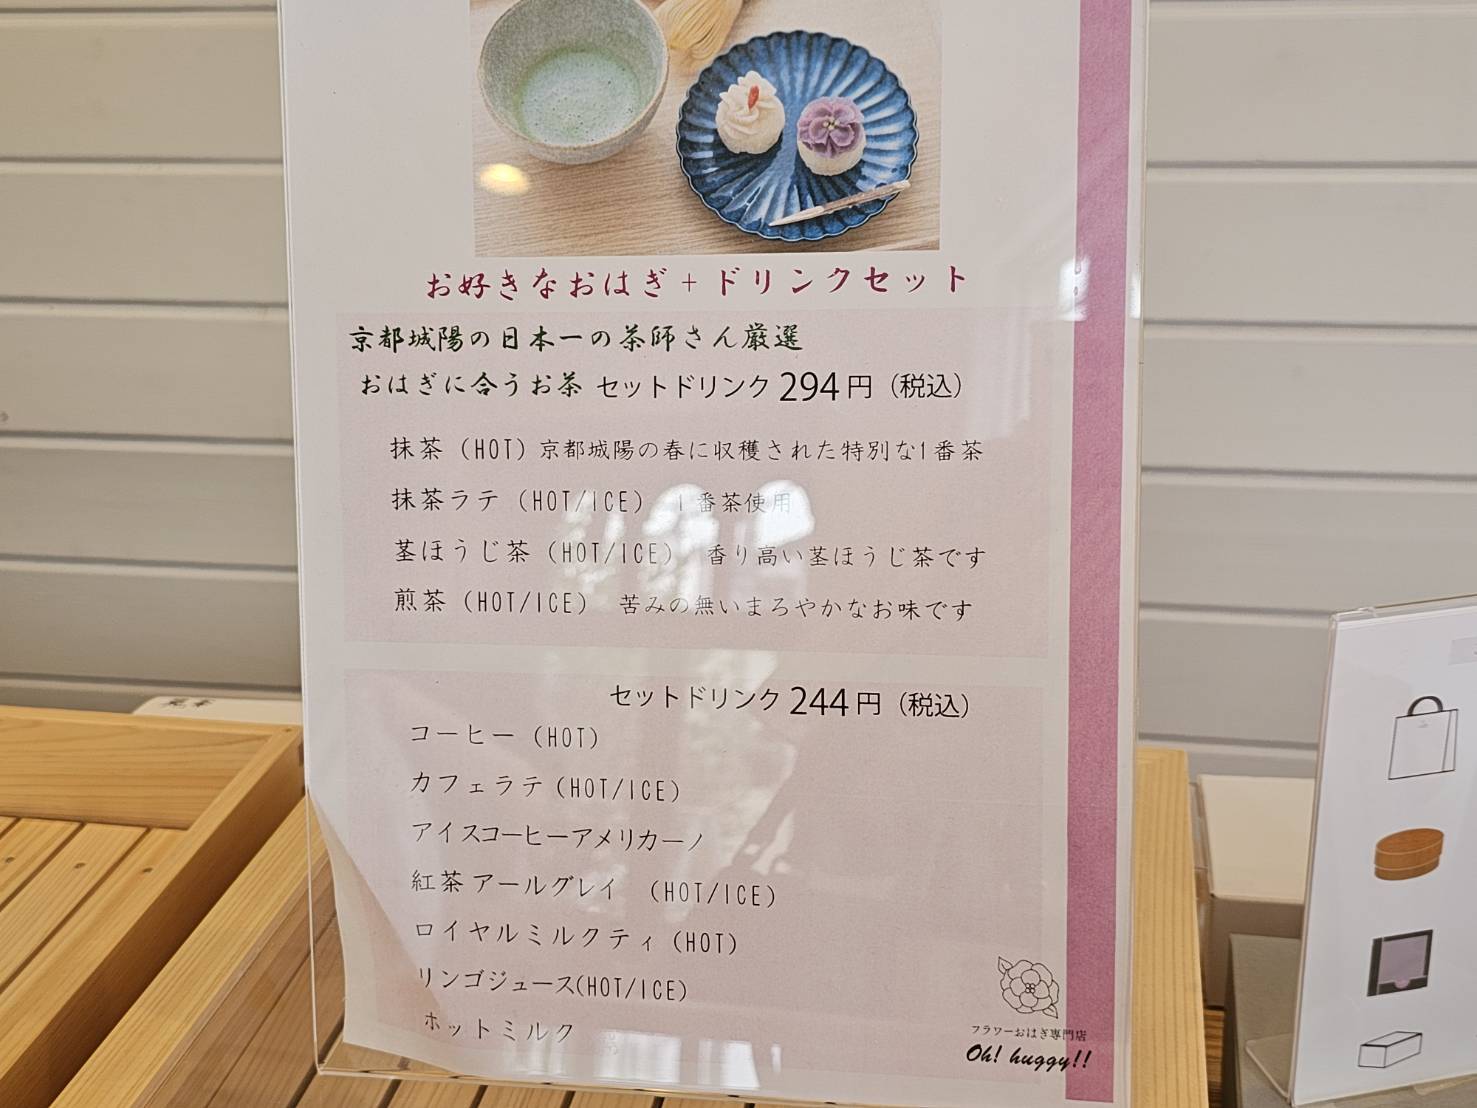 お好きなおはぎ+ドリンクセット
京都城陽の日本一の茶師さん厳選
おはぎに合うお茶 セットドリンク 294円（税込）
抹茶（HOT）京都城陽の春に収穫された特別な1番茶
抹茶ラテ（HOT/ICE） 1番茶使用
茎ほうじ茶（HOT/ICE） 香り高い茎ほうじ茶です
煎茶（HOT/ICE） 苦みの無いまろやかなお味です
セットドリンク 244円（税込）
コーヒー（HOT）
カフェラテ（HOT/ICE）
アイスコーヒーアメリカーノ
紅茶 アールグレイ （HOT/ICE）
ロイヤルミルクティ（HOT）
リンゴジュース(HOT/ICE)
ホットミルク
フラワーおはぎ専門店
Oh! huggy!!